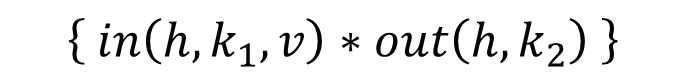 { in(h, k₁, v) ∗ out(h, k₂) }